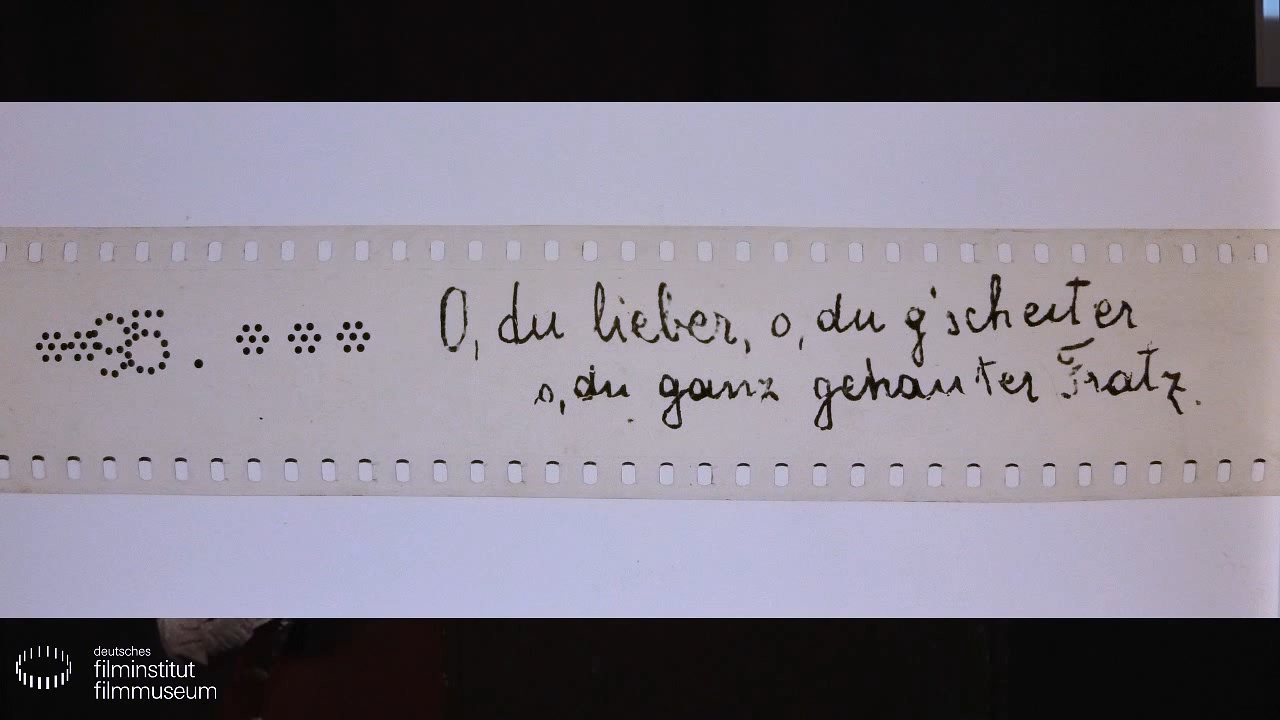 O, du lieber, o, du g'scheiter
o, du ganz gehauter Fratz.
deutsches
filminstitut
filmmuseum